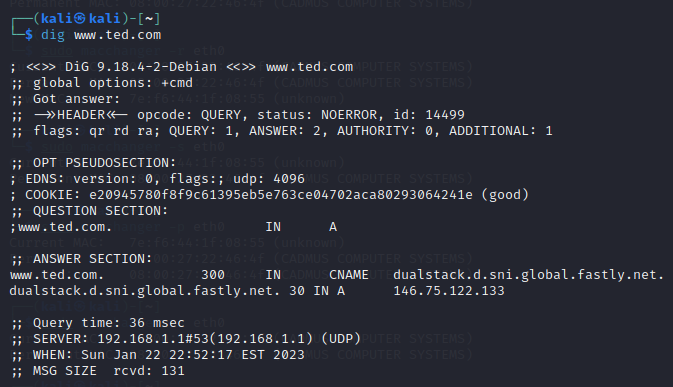 ┌──(kali㉿kali)-[~]
└─$ dig www.ted.com
; <<>> DiG 9.18.4-2-Debian <<>> www.ted.com
;; global options: +cmd
;; Got answer:
;; ->>HEADER<<- opcode: QUERY, status: NOERROR, id: 14499
;; flags: qr rd ra; QUERY: 1, ANSWER: 2, AUTHORITY: 0, ADDITIONAL: 1
;; OPT PSEUDOSECTION:
; EDNS: version: 0, flags:; udp: 4096
; COOKIE: e20945780f8f9c61395eb5e763ce04702aca80293064241e (good)
;; QUESTION SECTION:
;www.ted.com. IN A
;; ANSWER SECTION:
www.ted.com. 300 IN CNAME dualstack.d.sni.global.fastly.net.
dualstack.d.sni.global.fastly.net. 30 IN A 146.75.122.133
;; Query time: 36 msec
;; SERVER: 192.168.1.1#53(192.168.1.1) (UDP)
;; WHEN: Sun Jan 22 22:52:17 EST 2023
;; MSG SIZE rcvd: 131